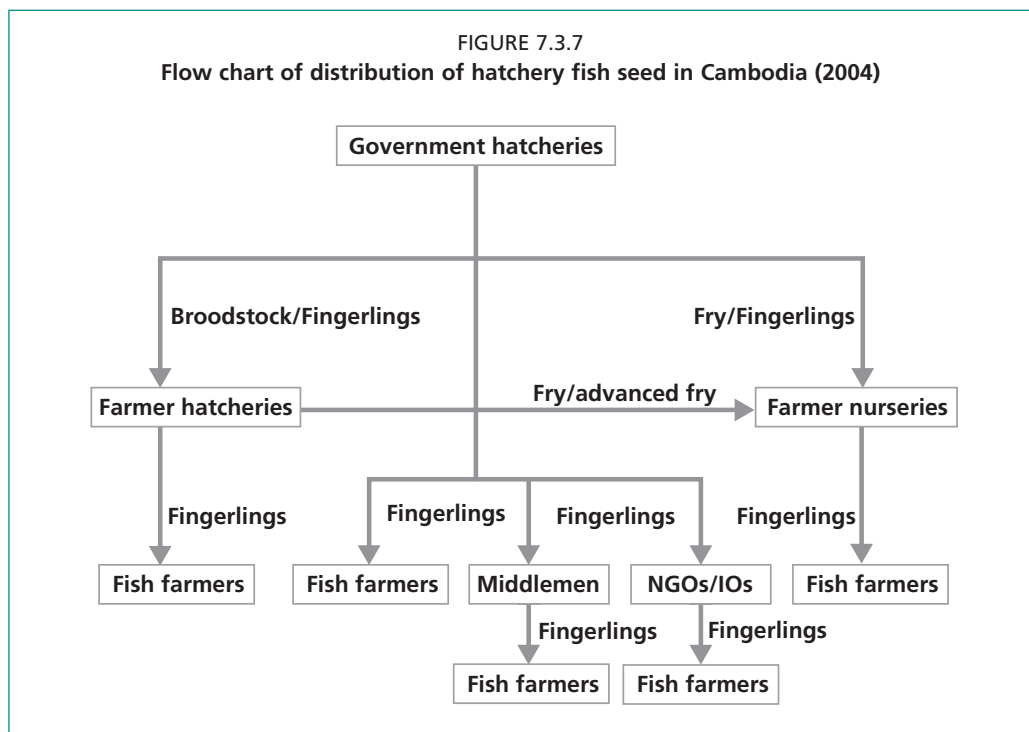 FIGURE 7.3.7
Flow chart of distribution of hatchery fish seed in Cambodia (2004)
Government hatcheries
Broodstock/Fingerlings
Fry/Fingerlings
Farmer hatcheries
Fry/advanced fry
Farmer nurseries
Fingerlings
Fingerlings
Fingerlings
Fingerlings
Fish farmers
Fish farmers
Middlemen
NGOs/IOs
Fish farmers
Fingerlings
Fingerlings
Fish farmers
Fish farmers